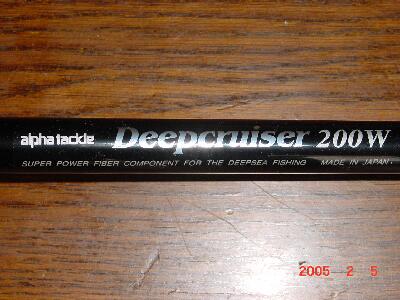 alpha tackle Deepcruiser 200W
SUPER POWER FIBER COMPONENT FOR THE DEEPSEA FISHING MADE IN JAPAN
2005 2 5